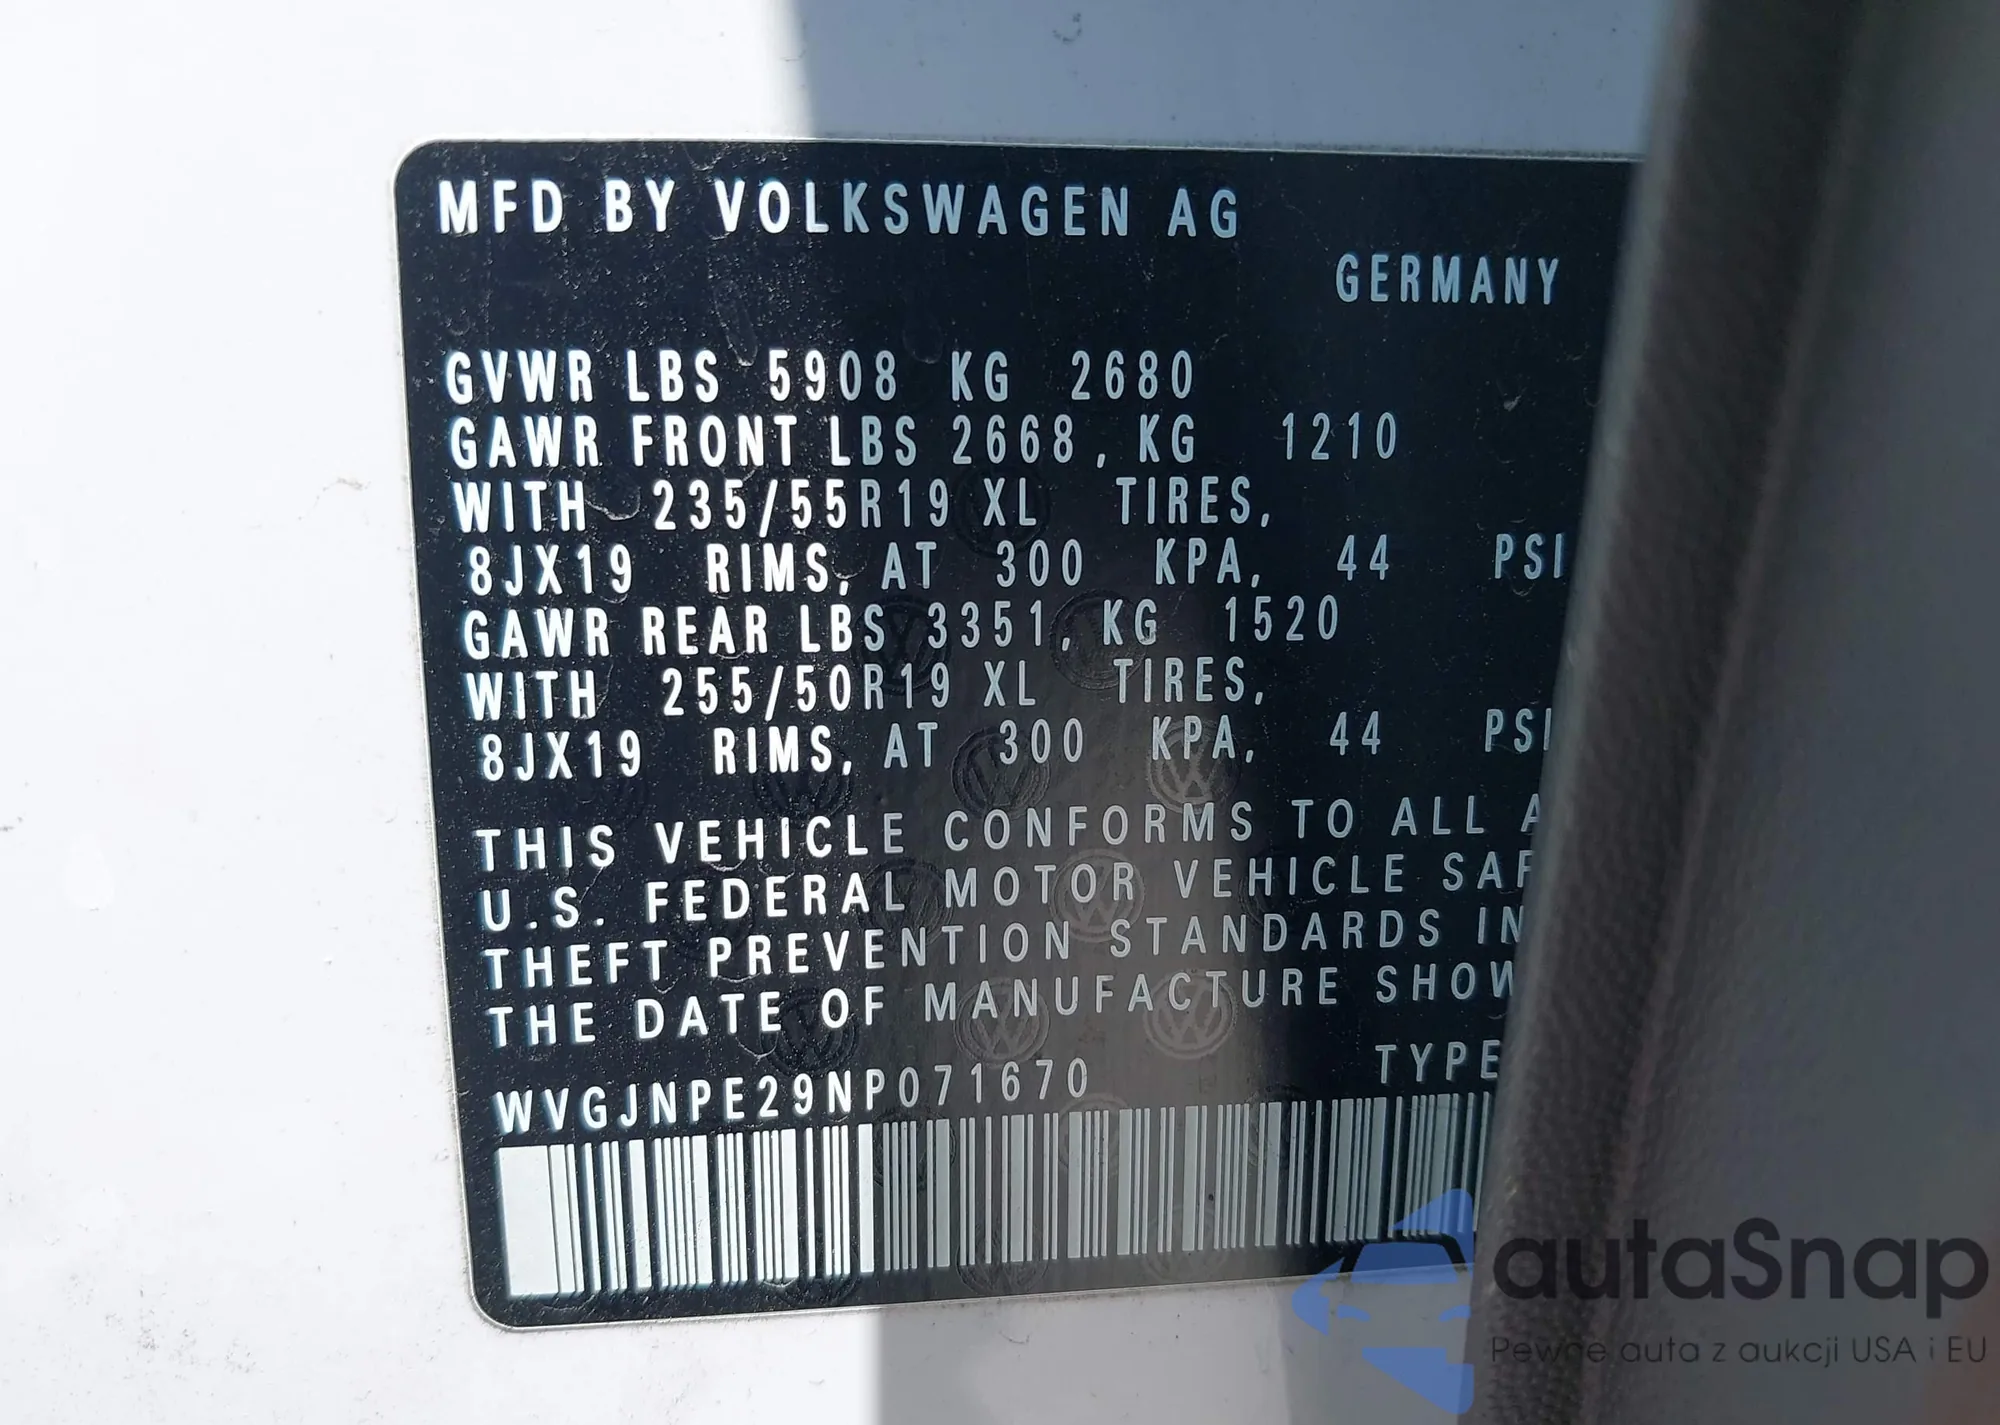 MFD BY VOLKSWAGEN AG
GERMANY
GVWR LBS 5908 KG 2680
GAWR FRONT LBS 2668, KG 1210
WITH 235/55R19 XL TIRES,
8JX19 RIMS, AT 300 KPA, 44 PSI
GAWR REAR LBS 3351, KG 1520
WITH 255/50R19 XL TIRES,
8JX19 RIMS, AT 300 KPA, 44 PSI
THIS VEHICLE CONFORMS TO ALL A
U.S. FEDERAL MOTOR VEHICLE SAF
THEFT PREVENTION STANDARDS IN
THE DATE OF MANUFACTURE SHOW
WVGJNPE29NP071670 TYPE
autaSnap
Pewne auta z aukcji USA i EU